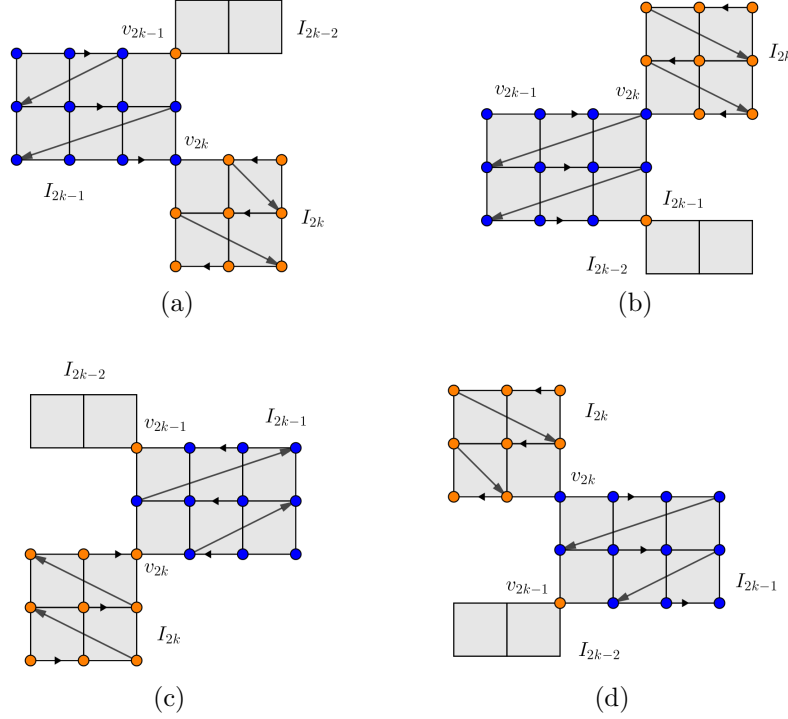 v_{2k-1} I_{2k-2}
v_{2k}
I_{2k-1} I_{2k}
(a)
I_{2k}
v_{2k-1} v_{2k}
I_{2k-1}
I_{2k-2}
(b)
I_{2k-2}
v_{2k-1} I_{2k-1}
v_{2k}
I_{2k}
(c)
I_{2k}
v_{2k}
v_{2k-1} I_{2k-1}
I_{2k-2}
(d)